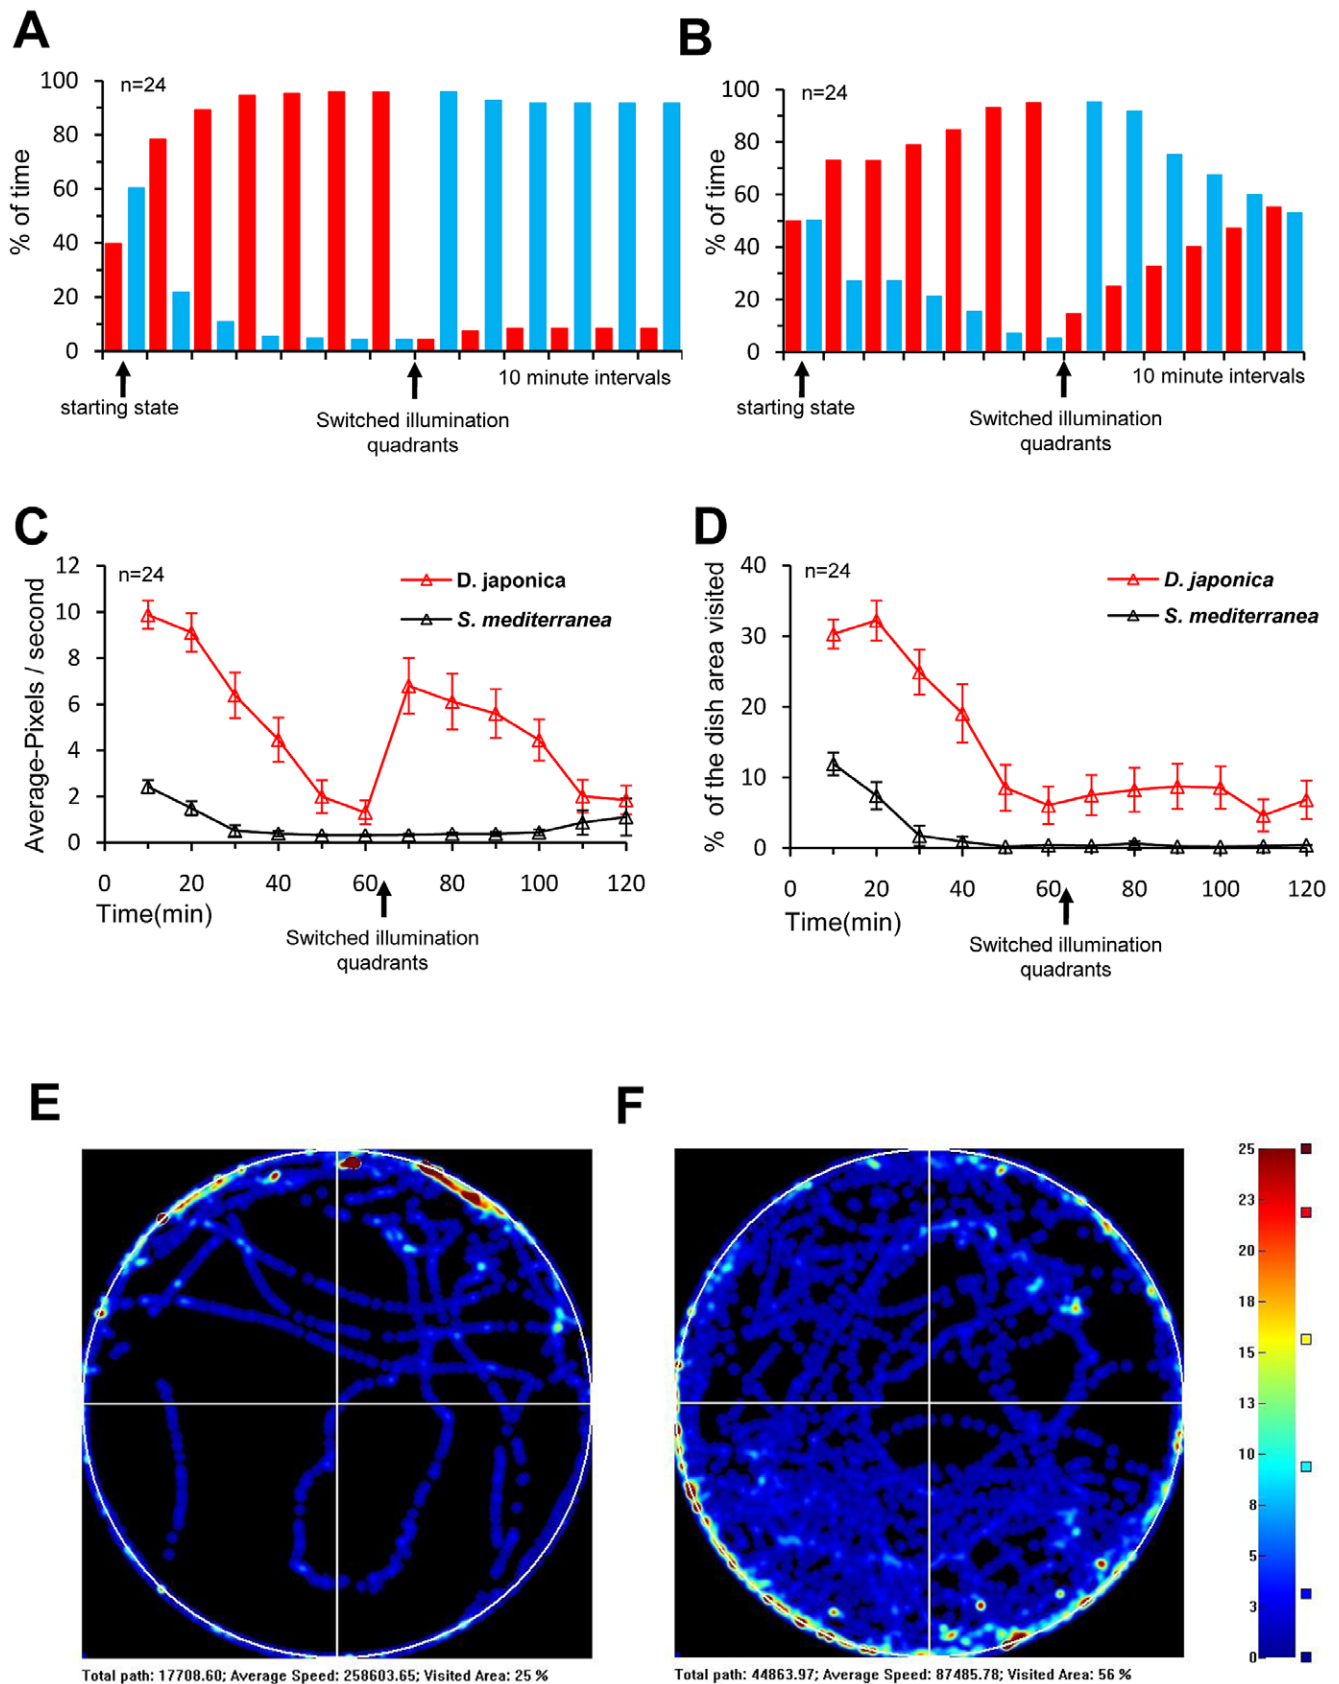 A
B
n=24
n=24
% of time
% of time
100
80
60
40
20
0
100
80
60
40
20
0
10 minute intervals
10 minute intervals
starting state
starting state
Switched illumination
quadrants
Switched illumination
quadrants
C
D
Average-Pixels / second
12
10
8
6
4
2
0
n=24
D. japonica
S. mediterranea
0 20 40 60 80 100 120
Time(min)
Switched illumination
quadrants
% of the dish area visited
40
30
20
10
0
n=24
D. japonica
S. mediterranea
0 20 40 60 80 100 120
Time(min)
Switched illumination
quadrants
E
F
25
23
20
18
15
13
10
8
5
3
0
Total path: 17708.60; Average Speed: 258603.65; Visited Area: 25 %
Total path: 44863.97; Average Speed: 87485.78; Visited Area: 56 %